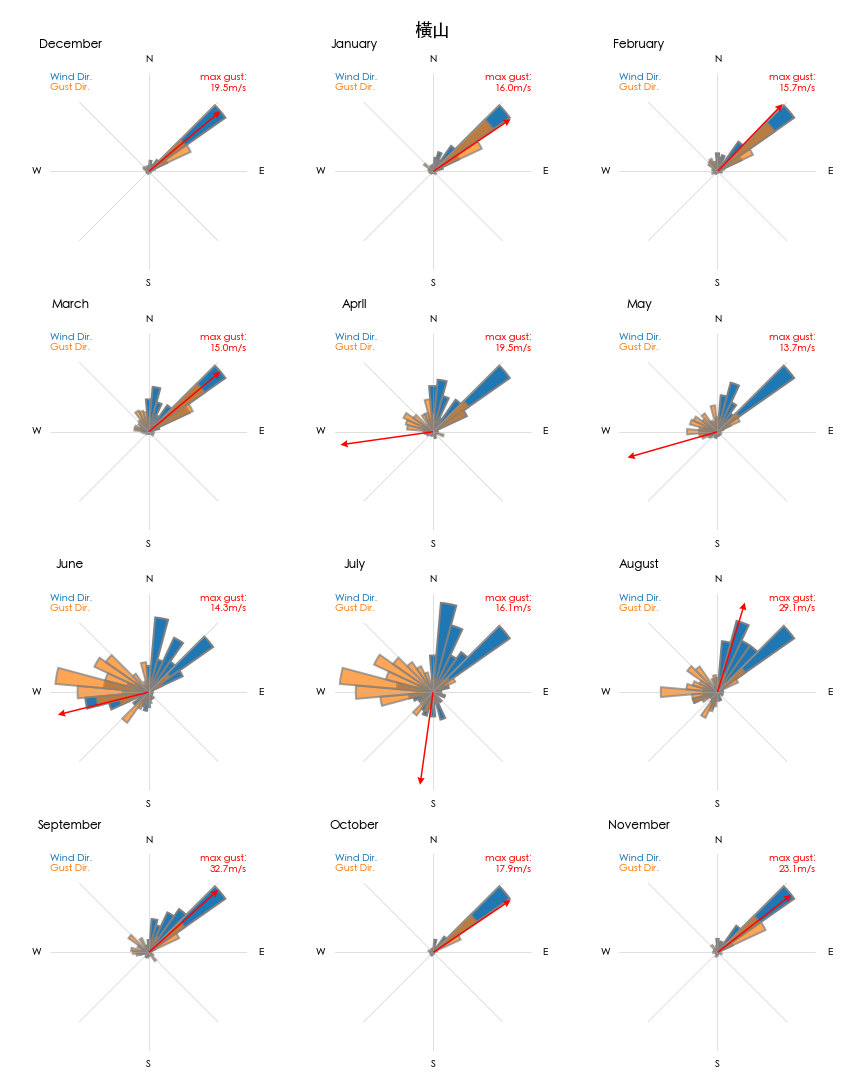 橫山
December
N
Wind Dir.
Gust Dir.
max gust:
19.5m/s
W
E
S
January
N
Wind Dir.
Gust Dir.
max gust:
16.0m/s
W
E
S
February
N
Wind Dir.
Gust Dir.
max gust:
15.7m/s
W
E
S
March
N
Wind Dir.
Gust Dir.
max gust:
15.0m/s
W
E
S
April
N
Wind Dir.
Gust Dir.
max gust:
19.5m/s
W
E
S
May
N
Wind Dir.
Gust Dir.
max gust:
13.7m/s
W
E
S
June
N
Wind Dir.
Gust Dir.
max gust:
14.3m/s
W
E
S
July
N
Wind Dir.
Gust Dir.
max gust:
16.1m/s
W
E
S
August
N
Wind Dir.
Gust Dir.
max gust:
29.1m/s
W
E
S
September
N
Wind Dir.
Gust Dir.
max gust:
32.7m/s
W
E
S
October
N
Wind Dir.
Gust Dir.
max gust:
17.9m/s
W
E
S
November
N
Wind Dir.
Gust Dir.
max gust:
23.1m/s
W
E
S